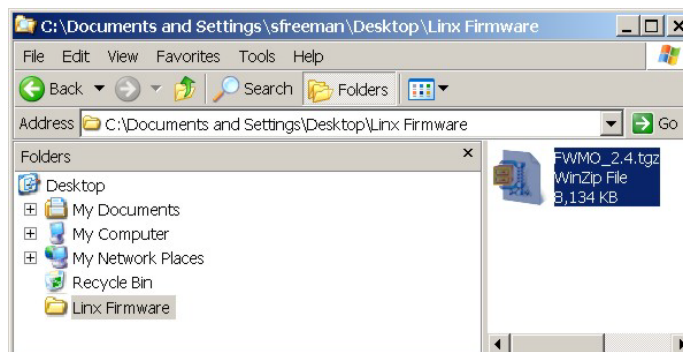 C:\Documents and Settings\sfreeman\Desktop\Linx Firmware
File Edit View Favorites Tools Help
Back Search Folders
Address C:\Documents and Settings\Desktop\Linx Firmware Go
Folders x
Desktop
My Documents
My Computer
My Network Places
Recycle Bin
Linx Firmware
FWMO_2.4.tgz
WinZip File
8,134 KB